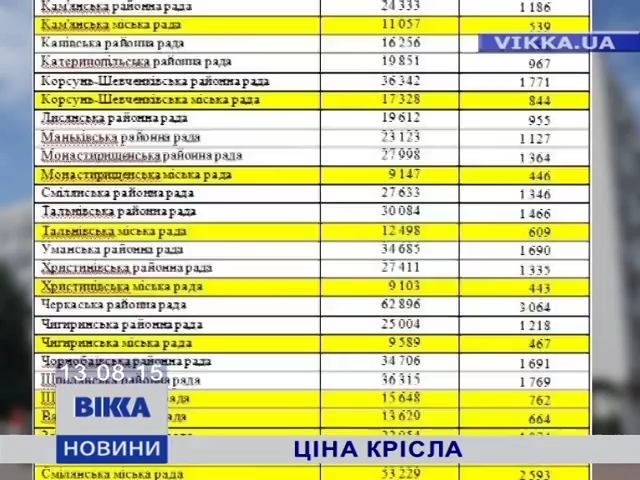 Кам'янська районна рада 24 333 1 186
Кам'янська міська рада 11 057 539
Канівська районна рада 16 256
VIKKA.UA
Катеринопільська районна рада 19 851 967
Корсунь-Шевченківська районна рада 36 342 1 771
Корсунь-Шевченківська міська рада 17 328 844
Лисянська районна рада 19 612 955
Маньківська районна рада 23 123 1 127
Монастирищенська районна рада 27 998 1 364
Монастирищенська міська рада 9 147 446
Смілянська районна рада 27 633 1 346
Тальнівська районна рада 30 084 1 466
Тальнівська міська рада 12 498 609
Уманська районна рада 34 685 1 690
Христинівська районна рада 27 411 1 335
Христинівська міська рада 9 103 443
Черкаська районна рада 62 896 3 064
Чигиринська районна рада 25 004 1 218
Чигиринська міська рада 9 589 467
Чорнобаївська районна рада 34 706 1 691
13.08.15
Шполянська районна рада 36 315 1 769
рада 15 648 762
рада 13 629 664
ВІККА
НОВИНИ
ЦІНА КРІСЛА
Смілянська міська рада 53 229 2 593